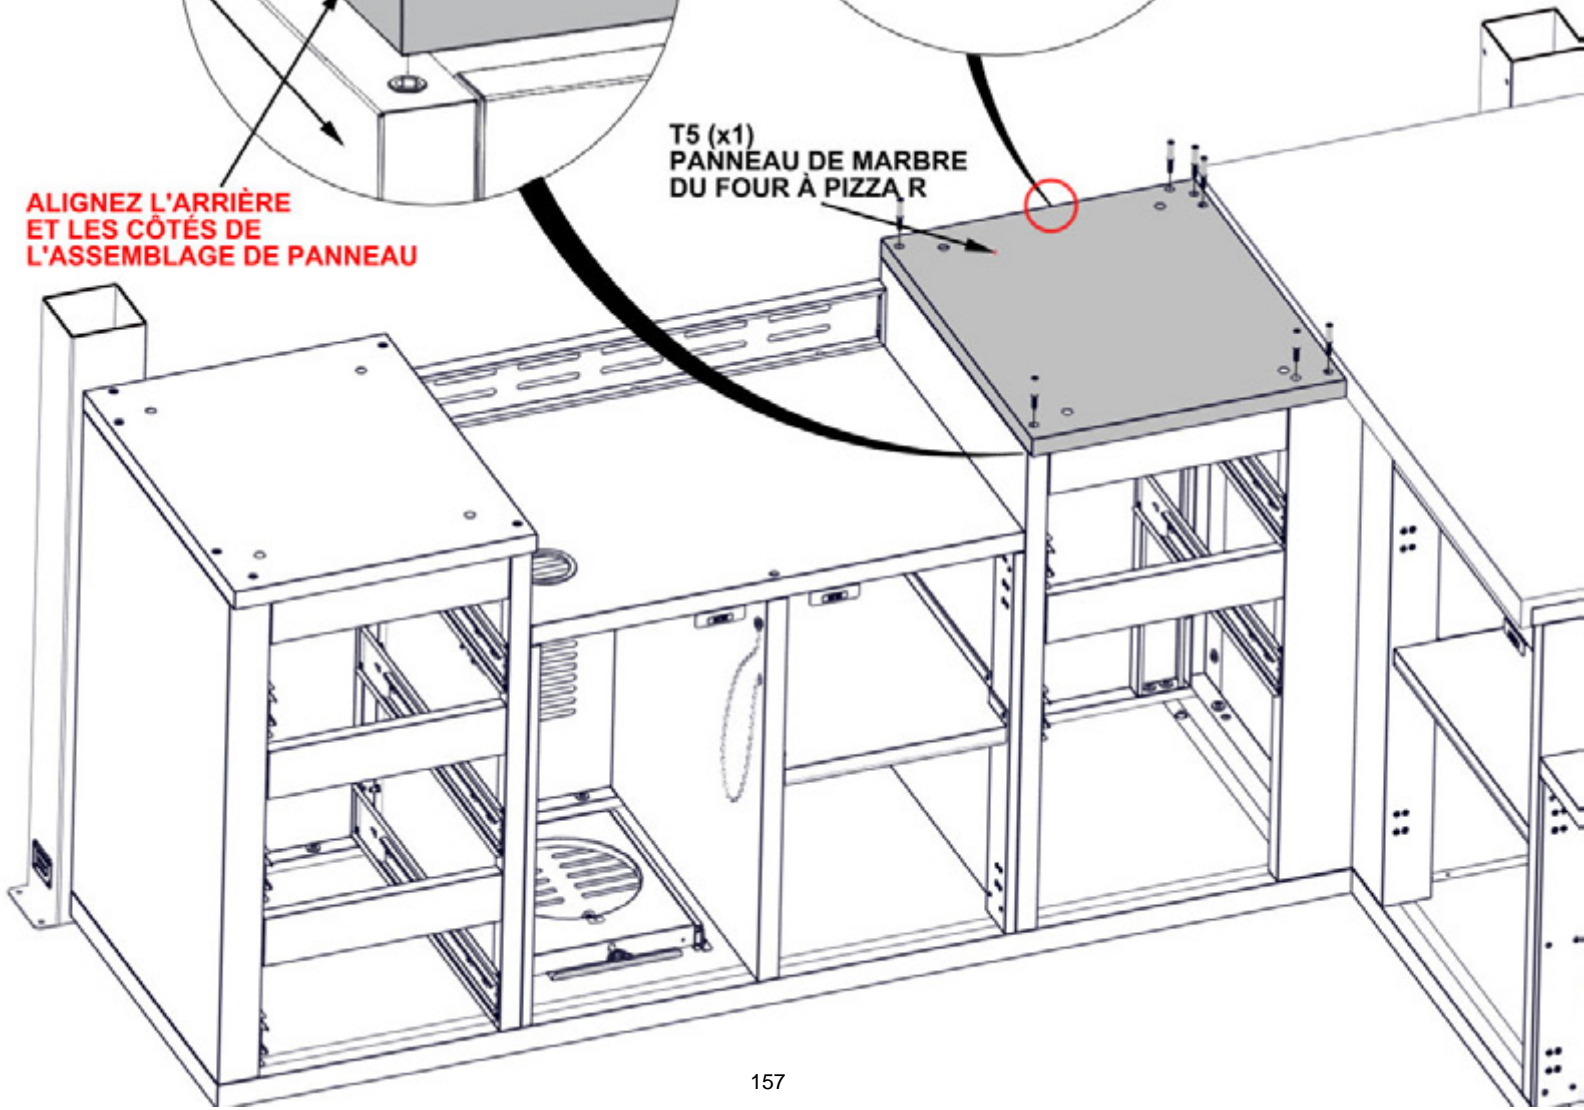 T5 (x1)
PANNEAU DE MARBRE
DU FOUR À PIZZA R
ALIGNEZ L'ARRIÈRE
ET LES CÔTÉS DE
L'ASSEMBLAGE DE PANNEAU
157